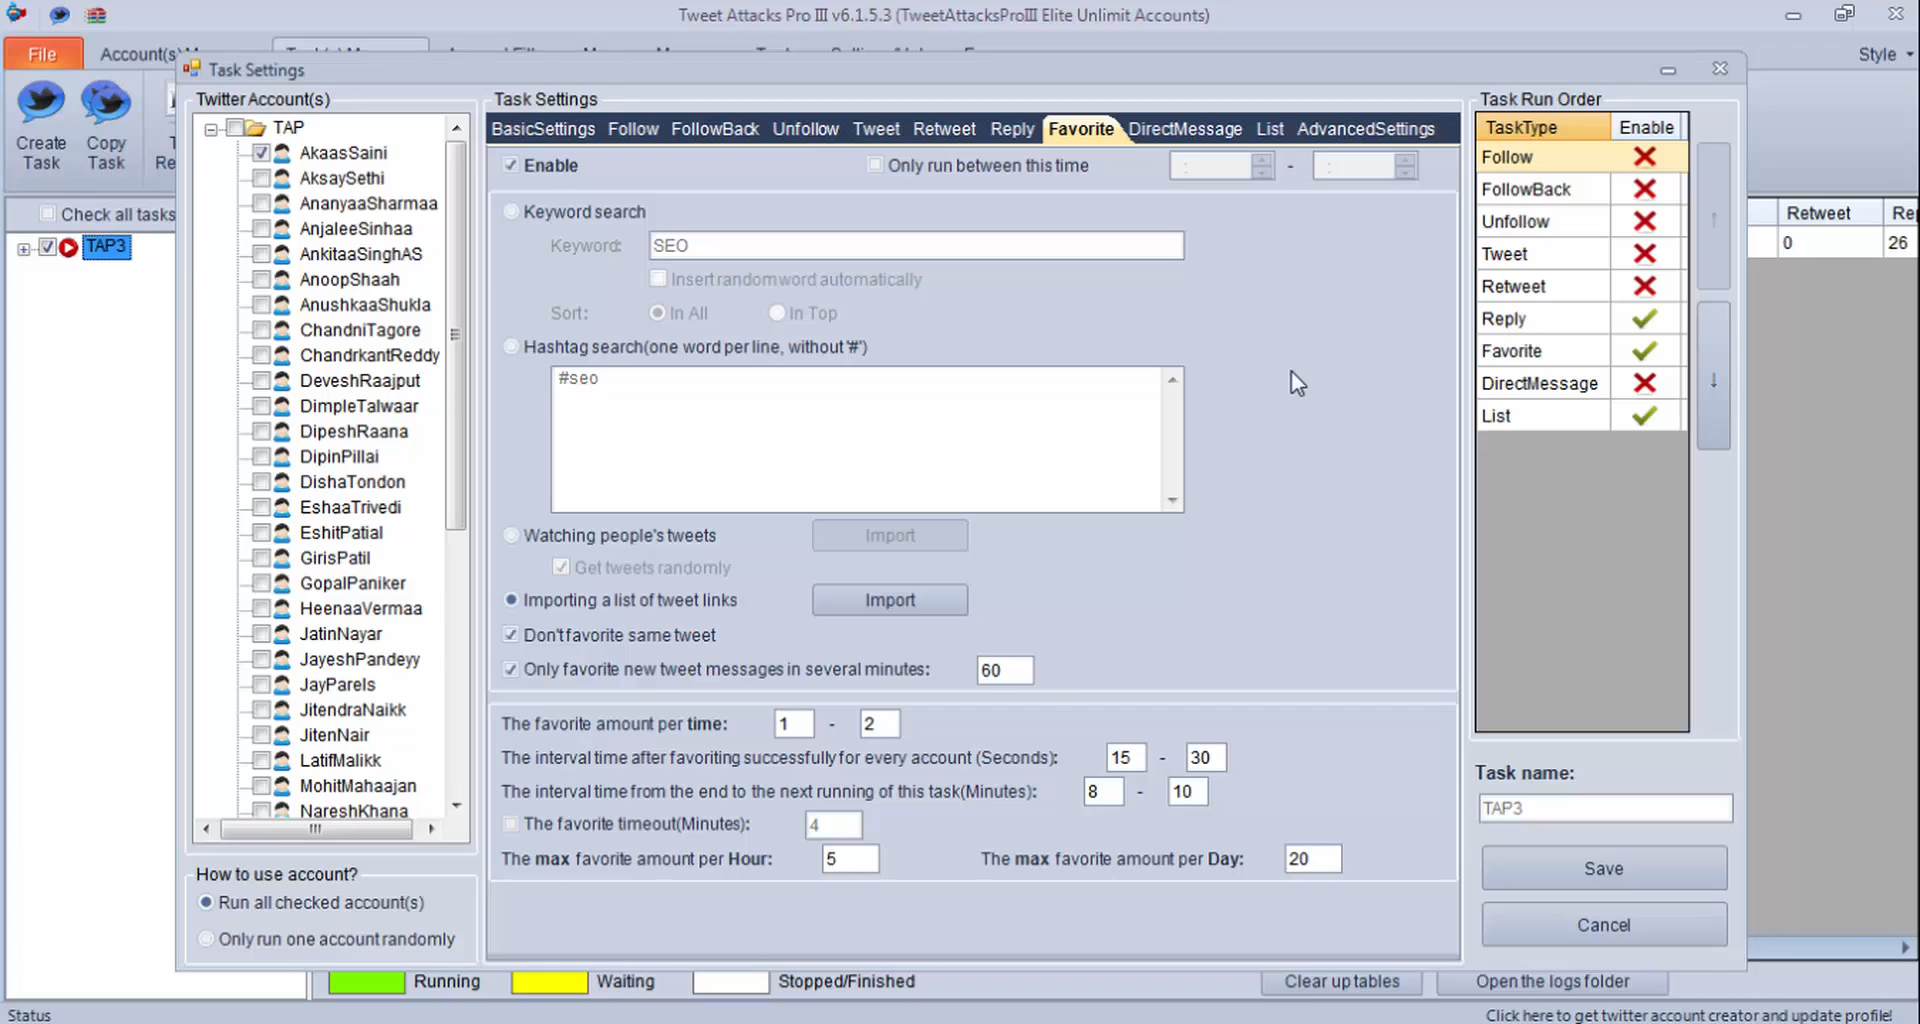 Tweet Attacks Pro III v6.1.5.3 (TweetAttacksProIII Elite Unlimit Accounts)
File
Account(s)
Style
Create Task
Copy Task
Task Settings
Twitter Account(s)
TAP
AkaasSaini
AksaySethi
AnanyaaSharmaa
AnjaleeSinhaa
AnkitaaSinghAS
AnoopShaah
AnushkaaShukla
ChandniTagore
ChandrkantReddy
DeveshRaajput
DimpleTalwaar
DipeshRaana
DipinPillai
DishaTondon
EshaaTrivedi
EshitPatial
GirisPatil
GopalPaniker
HeenaaVermaa
JatinNayar
JayeshPandeyy
JayParels
JitendraNaikk
JitenNair
LatifMalikk
MohitMahaajan
NareshKhana
How to use account?
Run all checked account(s)
Only run one account randomly
Check all tasks
TAP3
Task Settings
BasicSettings Follow FollowBack Unfollow Tweet Retweet Reply Favorite DirectMessage List AdvancedSettings
Enable
Only run between this time : - :
Keyword search
Keyword: SEO
Insert random word automatically
Sort: In All In Top
Hashtag search(one word per line, without '#')
#seo
Watching people's tweets Import
Get tweets randomly
Importing a list of tweet links Import
Don't favorite same tweet
Only favorite new tweet messages in several minutes: 60
The favorite amount per time: 1 - 2
The interval time after favoriting successfully for every account (Seconds): 15 - 30
The interval time from the end to the next running of this task(Minutes): 8 - 10
The favorite timeout(Minutes): 4
The max favorite amount per Hour: 5 The max favorite amount per Day: 20
Task Run Order
TaskType Enable
Follow
FollowBack
Unfollow
Tweet
Retweet
Reply
Favorite
DirectMessage
List
↑
↓
Task name:
TAP3
Save
Cancel
Retweet
0 26
Running Waiting Stopped/Finished Clear up tables Open the logs folder
Status Click here to get twitter account creator and update profile!